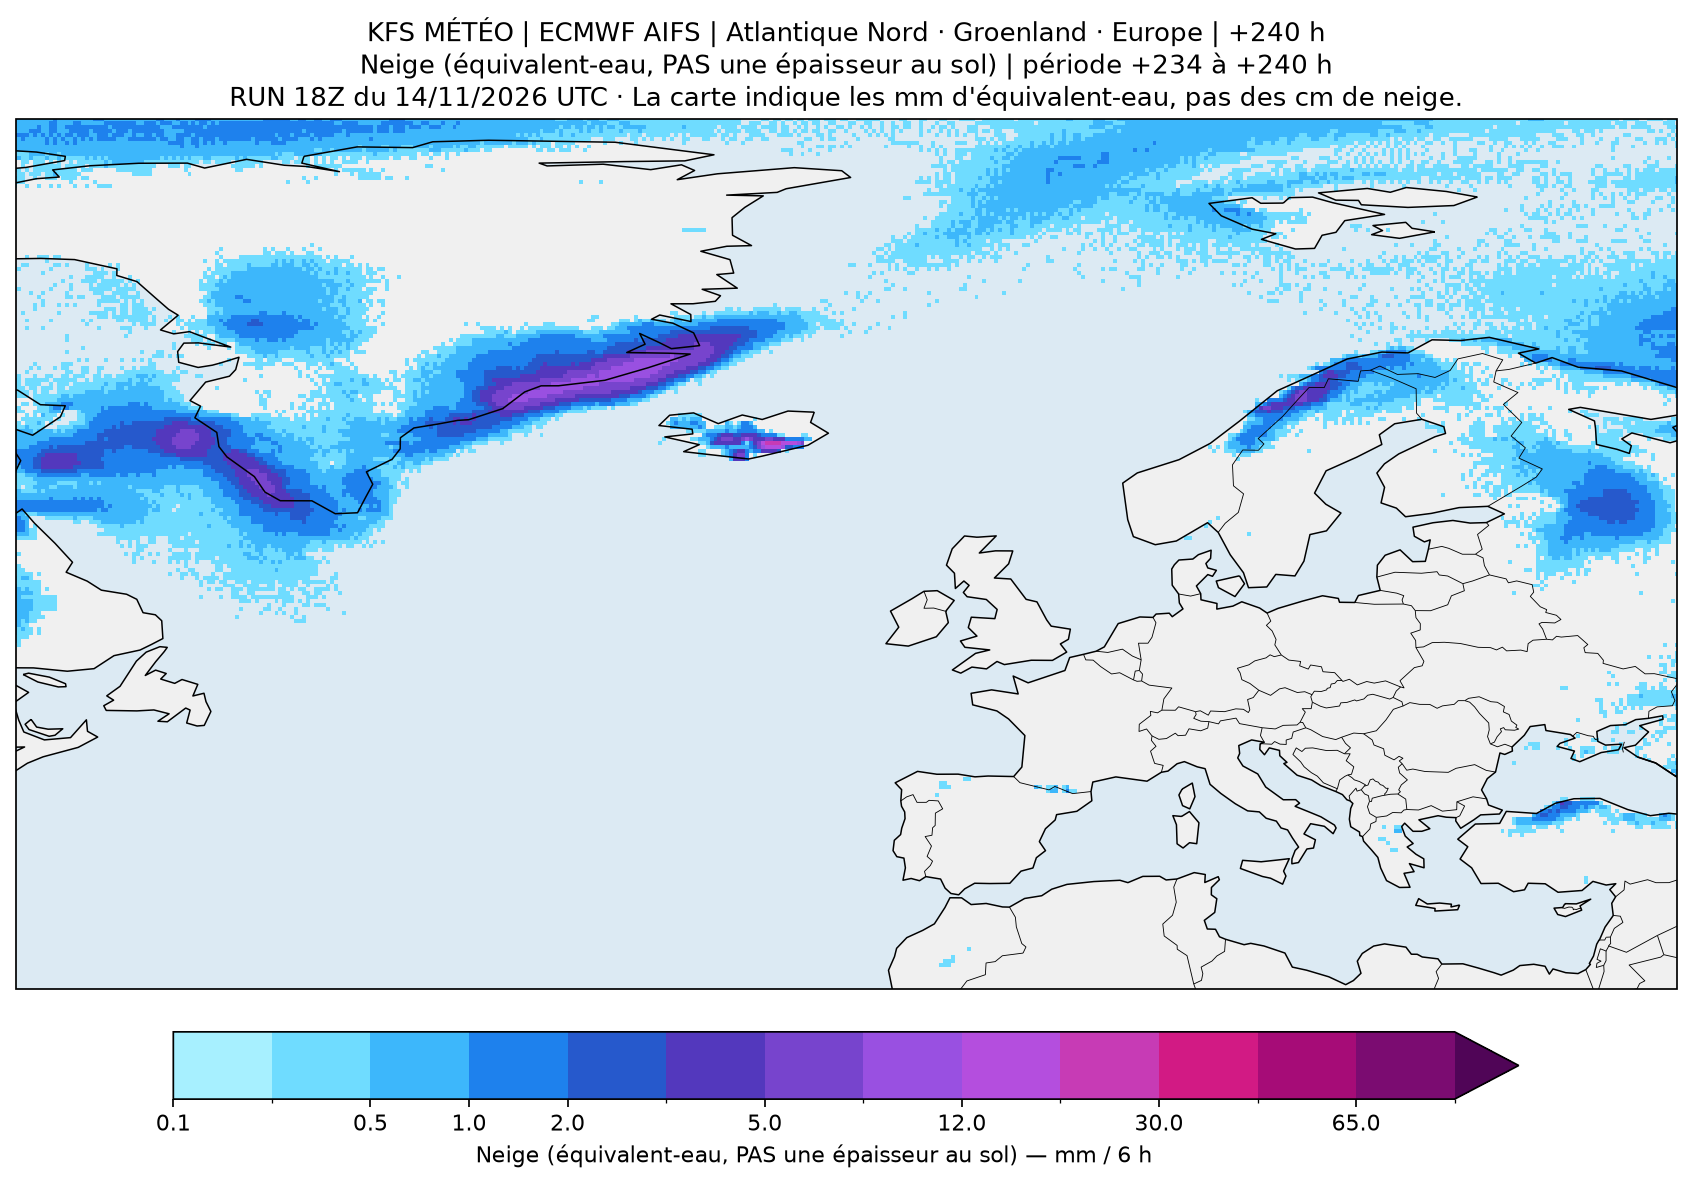 KFS MÉTÉO | ECMWF AIFS | Atlantique Nord · Groenland · Europe | +240 h
Neige (équivalent-eau, PAS une épaisseur au sol) | période +234 à +240 h
RUN 18Z du 14/11/2026 UTC · La carte indique les mm d'équivalent-eau, pas des cm de neige.
0.1 0.5 1.0 2.0 5.0 12.0 30.0 65.0
Neige (équivalent-eau, PAS une épaisseur au sol) — mm / 6 h